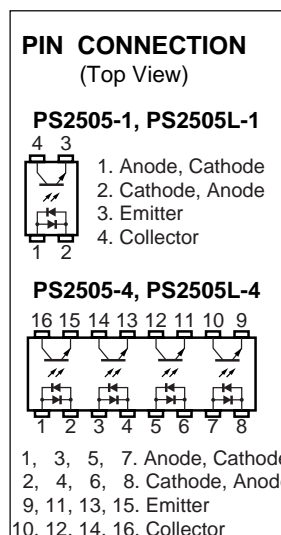 PIN CONNECTION
(Top View)
PS2505-1, PS2505L-1
4 3
1. Anode, Cathode
2. Cathode, Anode
3. Emitter
4. Collector
1 2
PS2505-4, PS2505L-4
16 15 14 13 12 11 10 9
1 2 3 4 5 6 7 8
1, 3, 5, 7. Anode, Cathode
2, 4, 6, 8. Cathode, Anod
9, 11, 13, 15. Emitter
10, 12, 14, 16. Collector